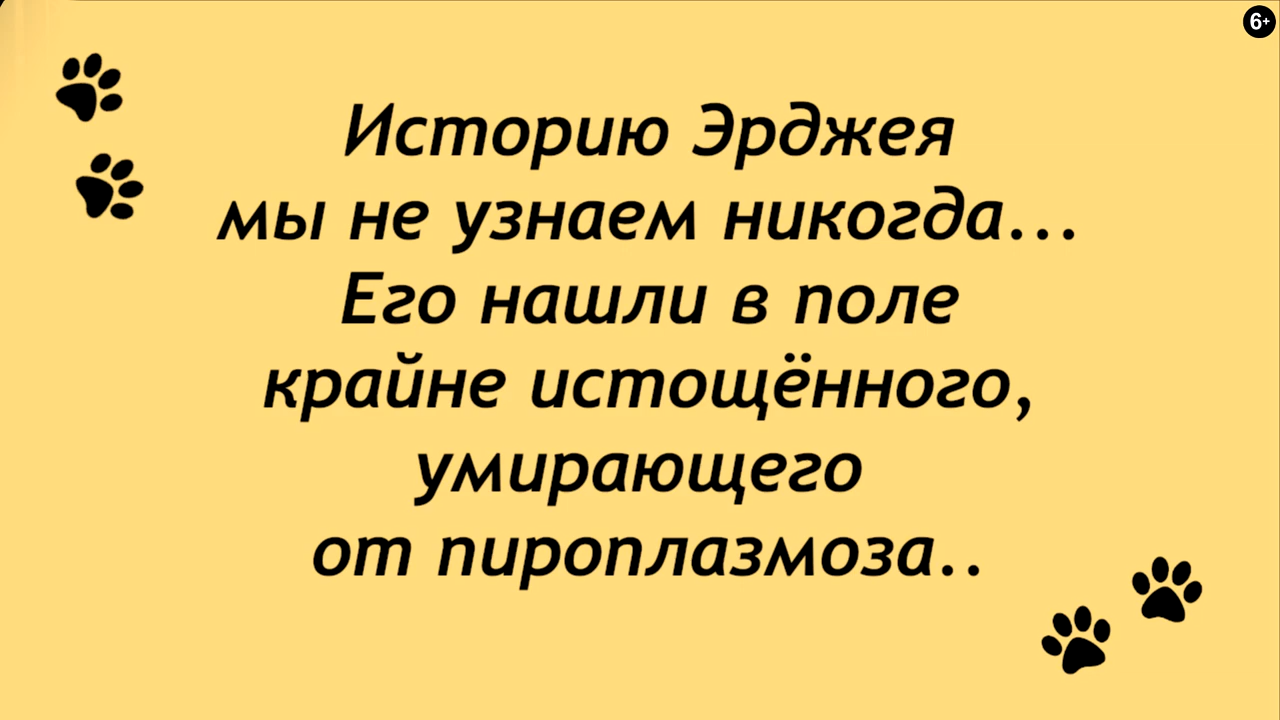 6+
Историю Эрджея
мы не узнаем никогда...
Его нашли в поле
крайне истощённого,
умирающего
от пироплазмоза..